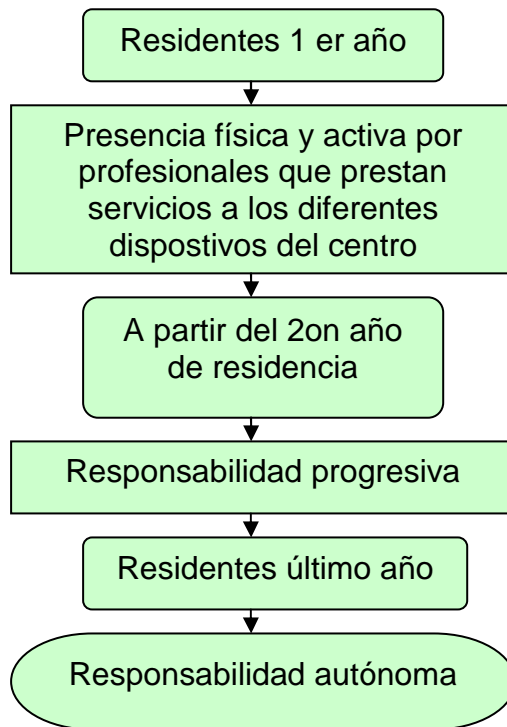 Residentes 1 er año
Presencia física y activa por
profesionales que prestan
servicios a los diferentes
dispostivos del centro
A partir del 2on año
de residencia
Responsabilidad progresiva
Residentes último año
Responsabilidad autónoma